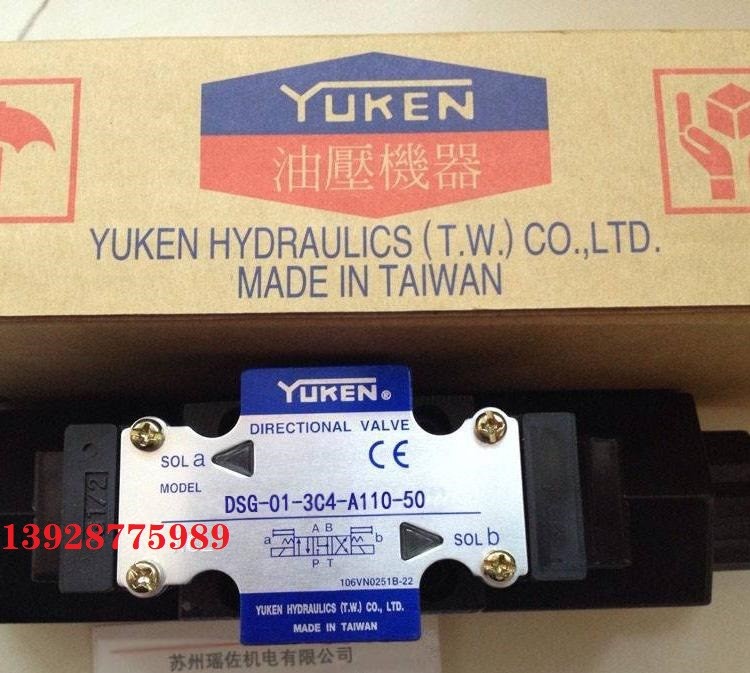 YUKEN
油壓機器
YUKEN HYDRAULICS (T.W.) CO.,LTD.
MADE IN TAIWAN
YUKEN®
DIRECTIONAL VALVE
SOL a
CE
MODEL
DSG-01-3C4-A110-50
1/2
13928775989
A B
a
b
P T
SOL b
106VN0251B-22
YUKEN HYDRAULICS (T.W.) CO., LTD.
MADE IN TAIWAN
苏州瑞佐机电有限公司